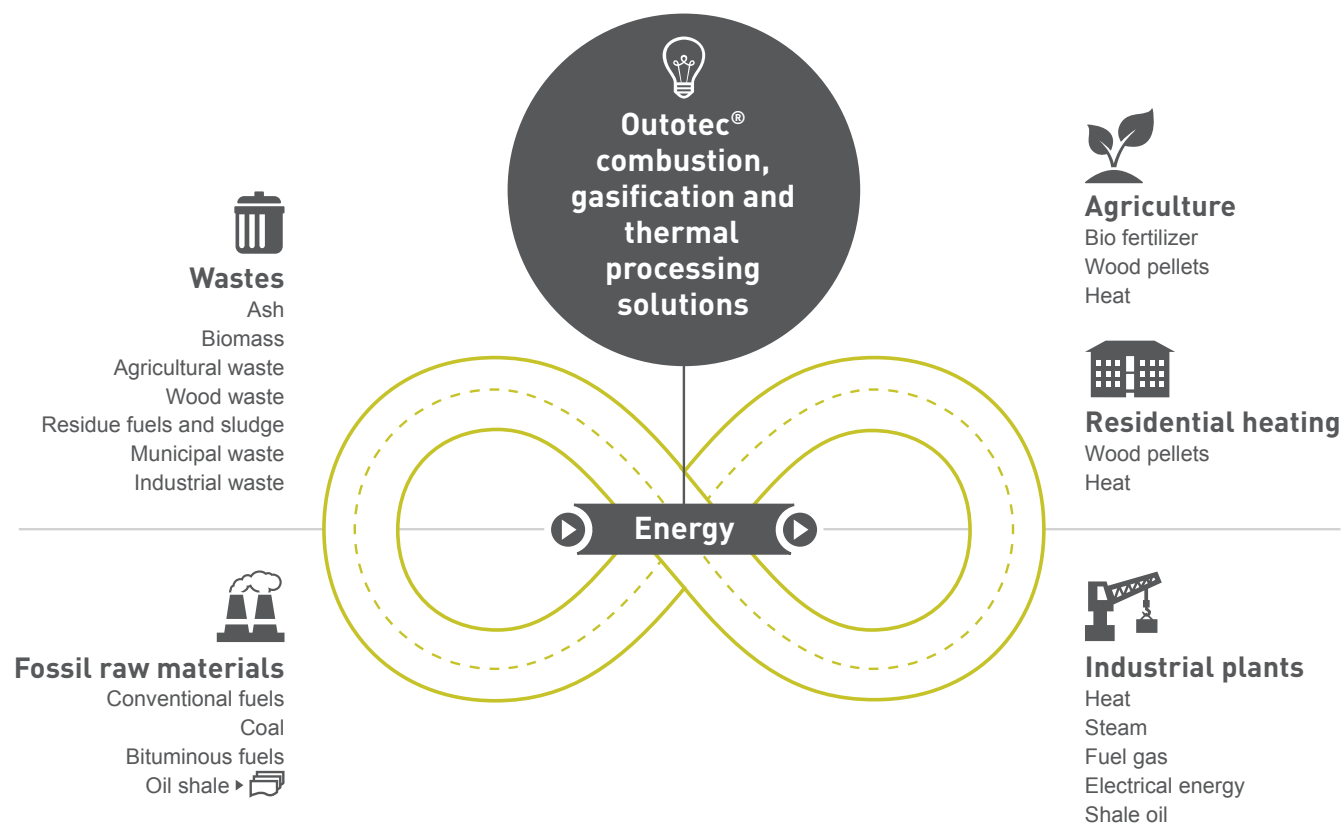 Outotec®
combustion,
gasification and
thermal
processing
solutions
Wastes
Ash
Biomass
Agricultural waste
Wood waste
Residue fuels and sludge
Municipal waste
Industrial waste
Fossil raw materials
Conventional fuels
Coal
Bituminous fuels
Oil shale
Energy
Agriculture
Bio fertilizer
Wood pellets
Heat
Residential heating
Wood pellets
Heat
Industrial plants
Heat
Steam
Fuel gas
Electrical energy
Shale oil